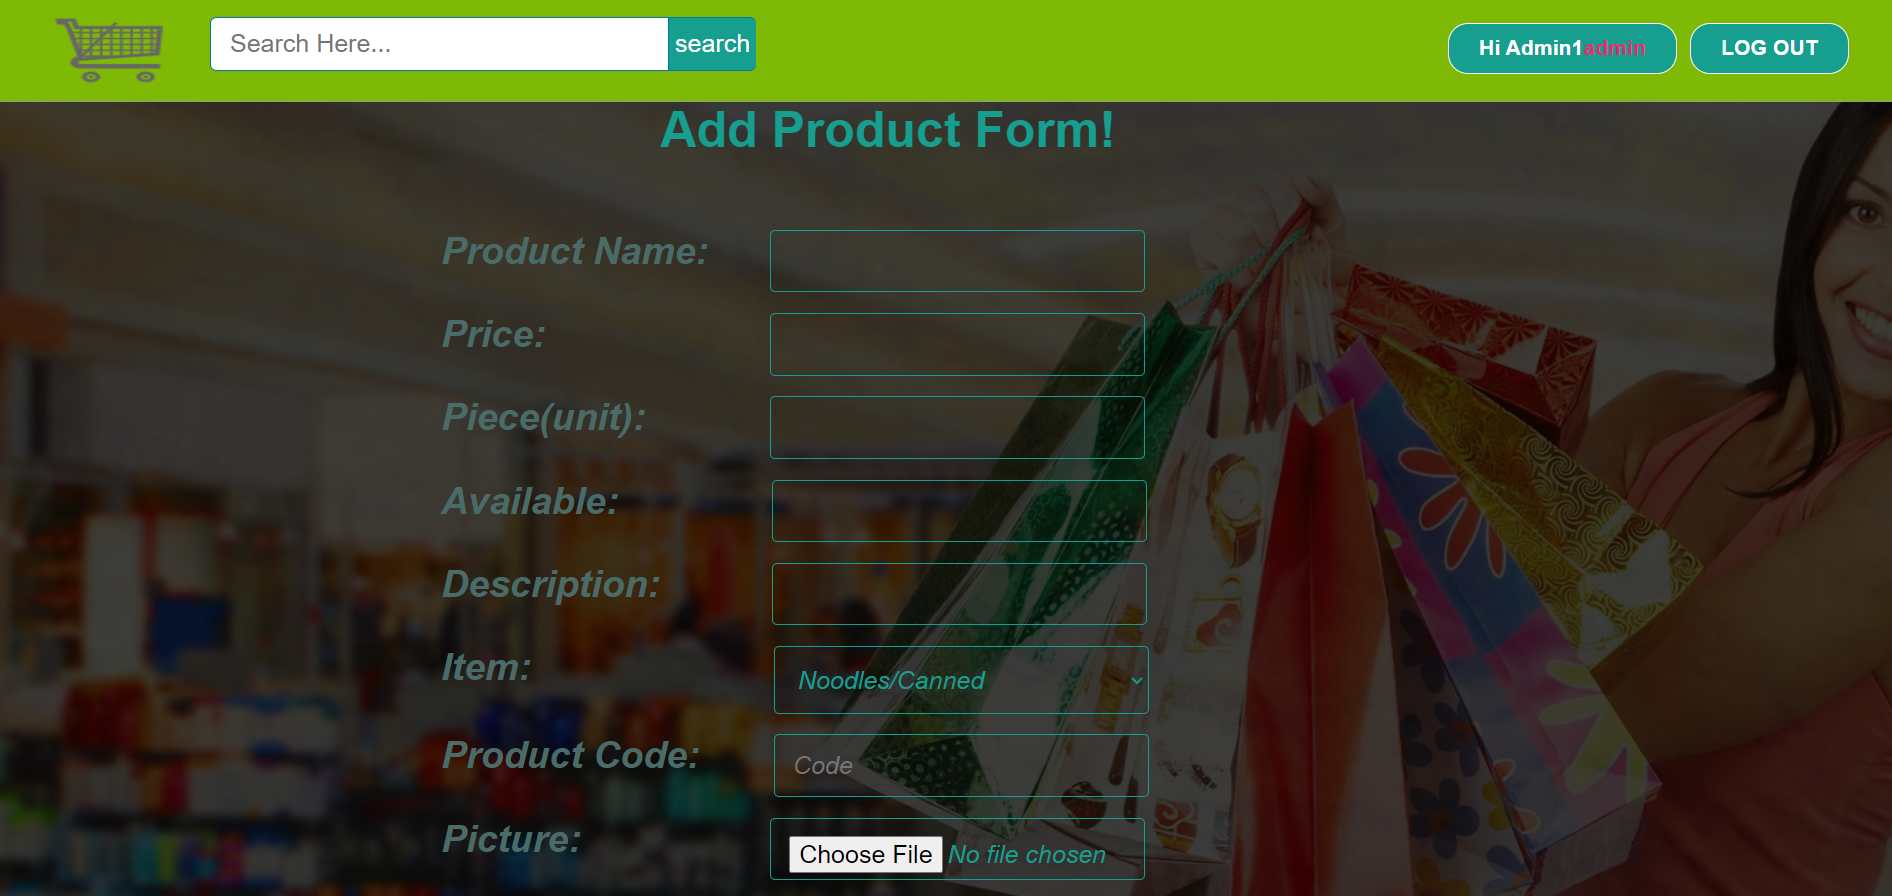 Search Here...
search
Hi Admin1admin
LOG OUT
Add Product Form!
Product Name:
Price:
Piece(unit):
Available:
Description:
Item:
Noodles/Canned
Product Code:
Code
Picture:
Choose File No file chosen